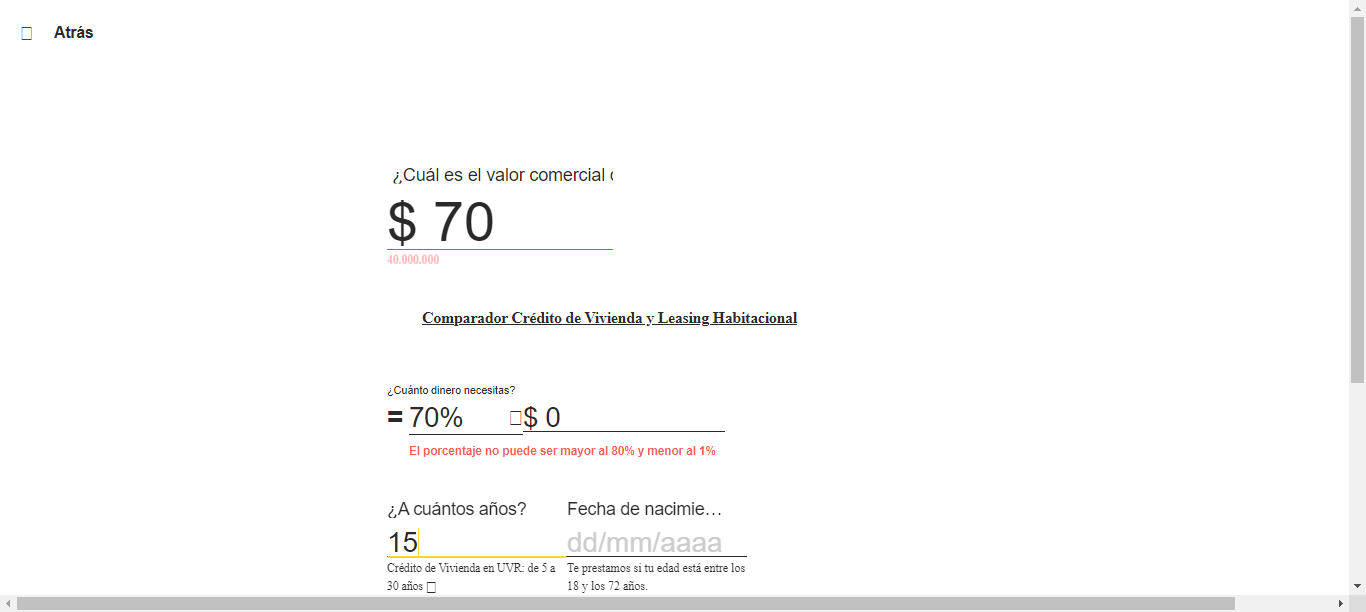 Atrás
¿Cuál es el valor comercial
$ 70
40.000.000
Comparador Crédito de Vivienda y Leasing Habitacional
¿Cuánto dinero necesitas?
= 70% $ 0
El porcentaje no puede ser mayor al 80% y menor al 1%
¿A cuántos años? Fecha de nacimie…
15 dd/mm/aaaa
Crédito de Vivienda en UVR: de 5 a Te prestamos si tu edad está entre los
30 años 18 y los 72 años.